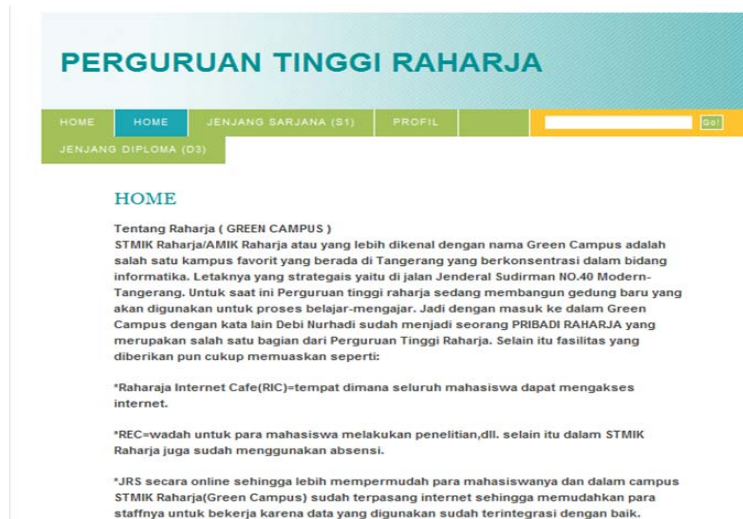 PERGURUAN TINGGI RAHARJA
HOME HOME JENJANG SARJANA (S1) PROFIL Go!
JENJANG DIPLOMA (D3)
HOME
Tentang Raharja ( GREEN CAMPUS )
STMIK Raharja/AMIK Raharja atau yang lebih dikenal dengan nama Green Campus adalah
salah satu kampus favorit yang berada di Tangerang yang berkonsentrasi dalam bidang
informatika. Letaknya yang strategais yaitu di jalan Jenderal Sudirman NO.40 Modern-
Tangerang. Untuk saat ini Perguruan tinggi raharja sedang membangun gedung baru yang
akan digunakan untuk proses belajar-mengajar. Jadi dengan masuk ke dalam Green
Campus dengan kata lain Debi Nurhadi sudah menjadi seorang PRIBADI RAHARJA yang
merupakan salah satu bagian dari Perguruan Tinggi Raharja. Selain itu fasilitas yang
diberikan pun cukup memuaskan seperti:
*Raharaja Internet Cafe(RIC)=tempat dimana seluruh mahasiswa dapat mengakses
internet.
*REC=wadah untuk para mahasiswa melakukan penelitian,dll. selain itu dalam STMIK
Raharja juga sudah menggunakan absensi.
*JRS secara online sehingga lebih mempermudah para mahasiswanya dan dalam campus
STMIK Raharja(Green Campus) sudah terpasang internet sehingga memudahkan para
staffnya untuk bekerja karena data yang digunakan sudah terintegrasi dengan baik.